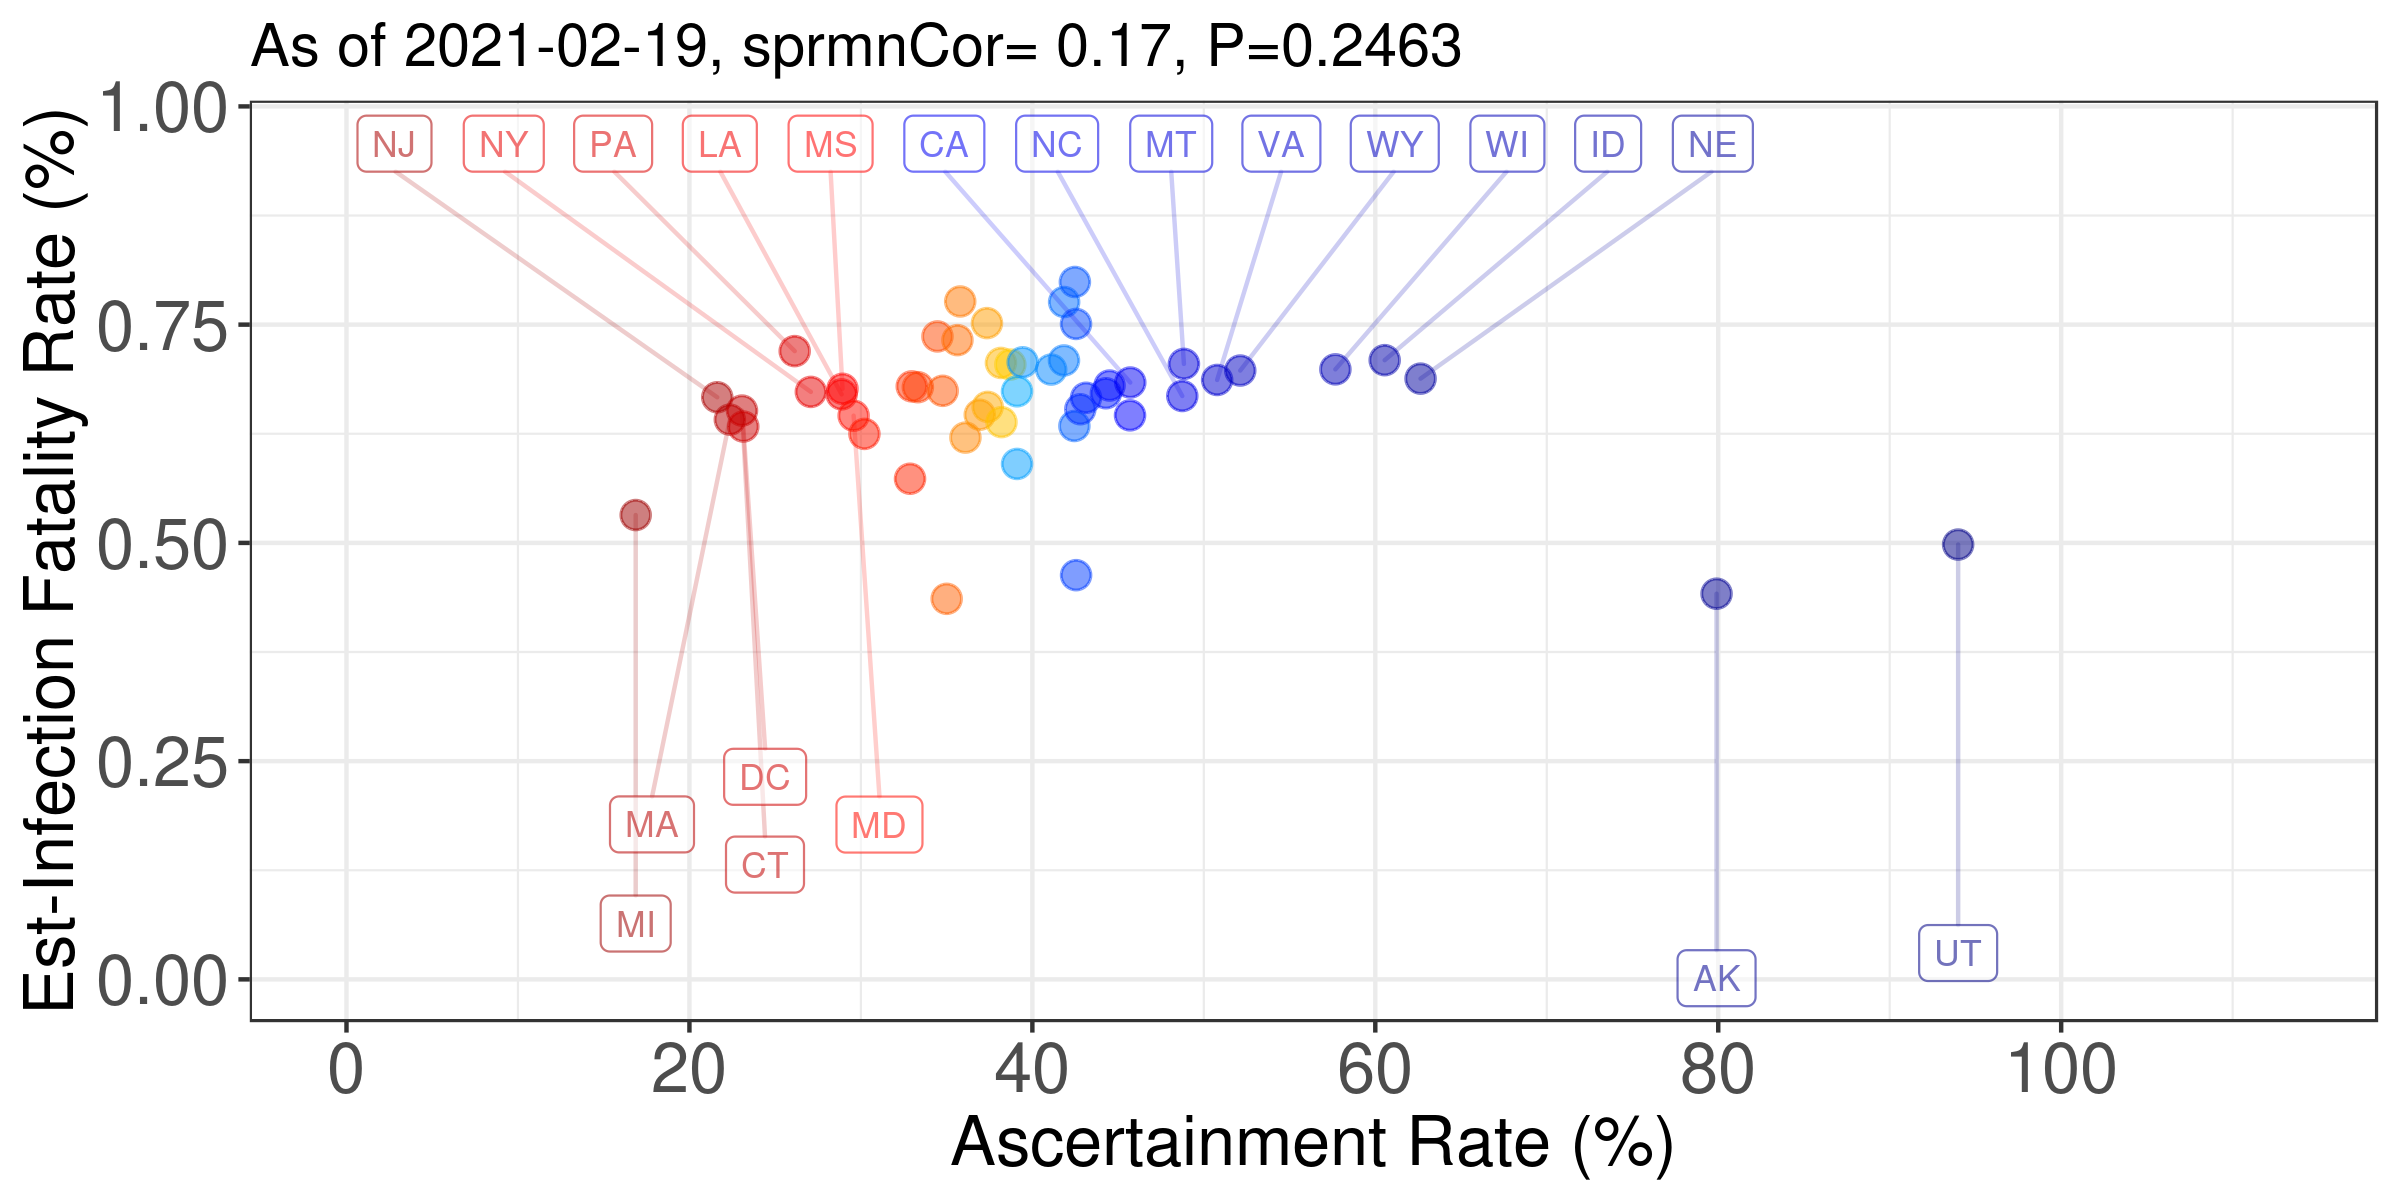 As of 2021-02-19, sprmnCor= 0.17, P=0.2463
Est-Infection Fatality Rate (%)
1.00
0.75
0.50
0.25
0.00
NJ NY PA LA MS CA NC MT VA WY WI ID NE
DC
MA MD
CT
MI
UT
AK
0 20 40 60 80 100
Ascertainment Rate (%)